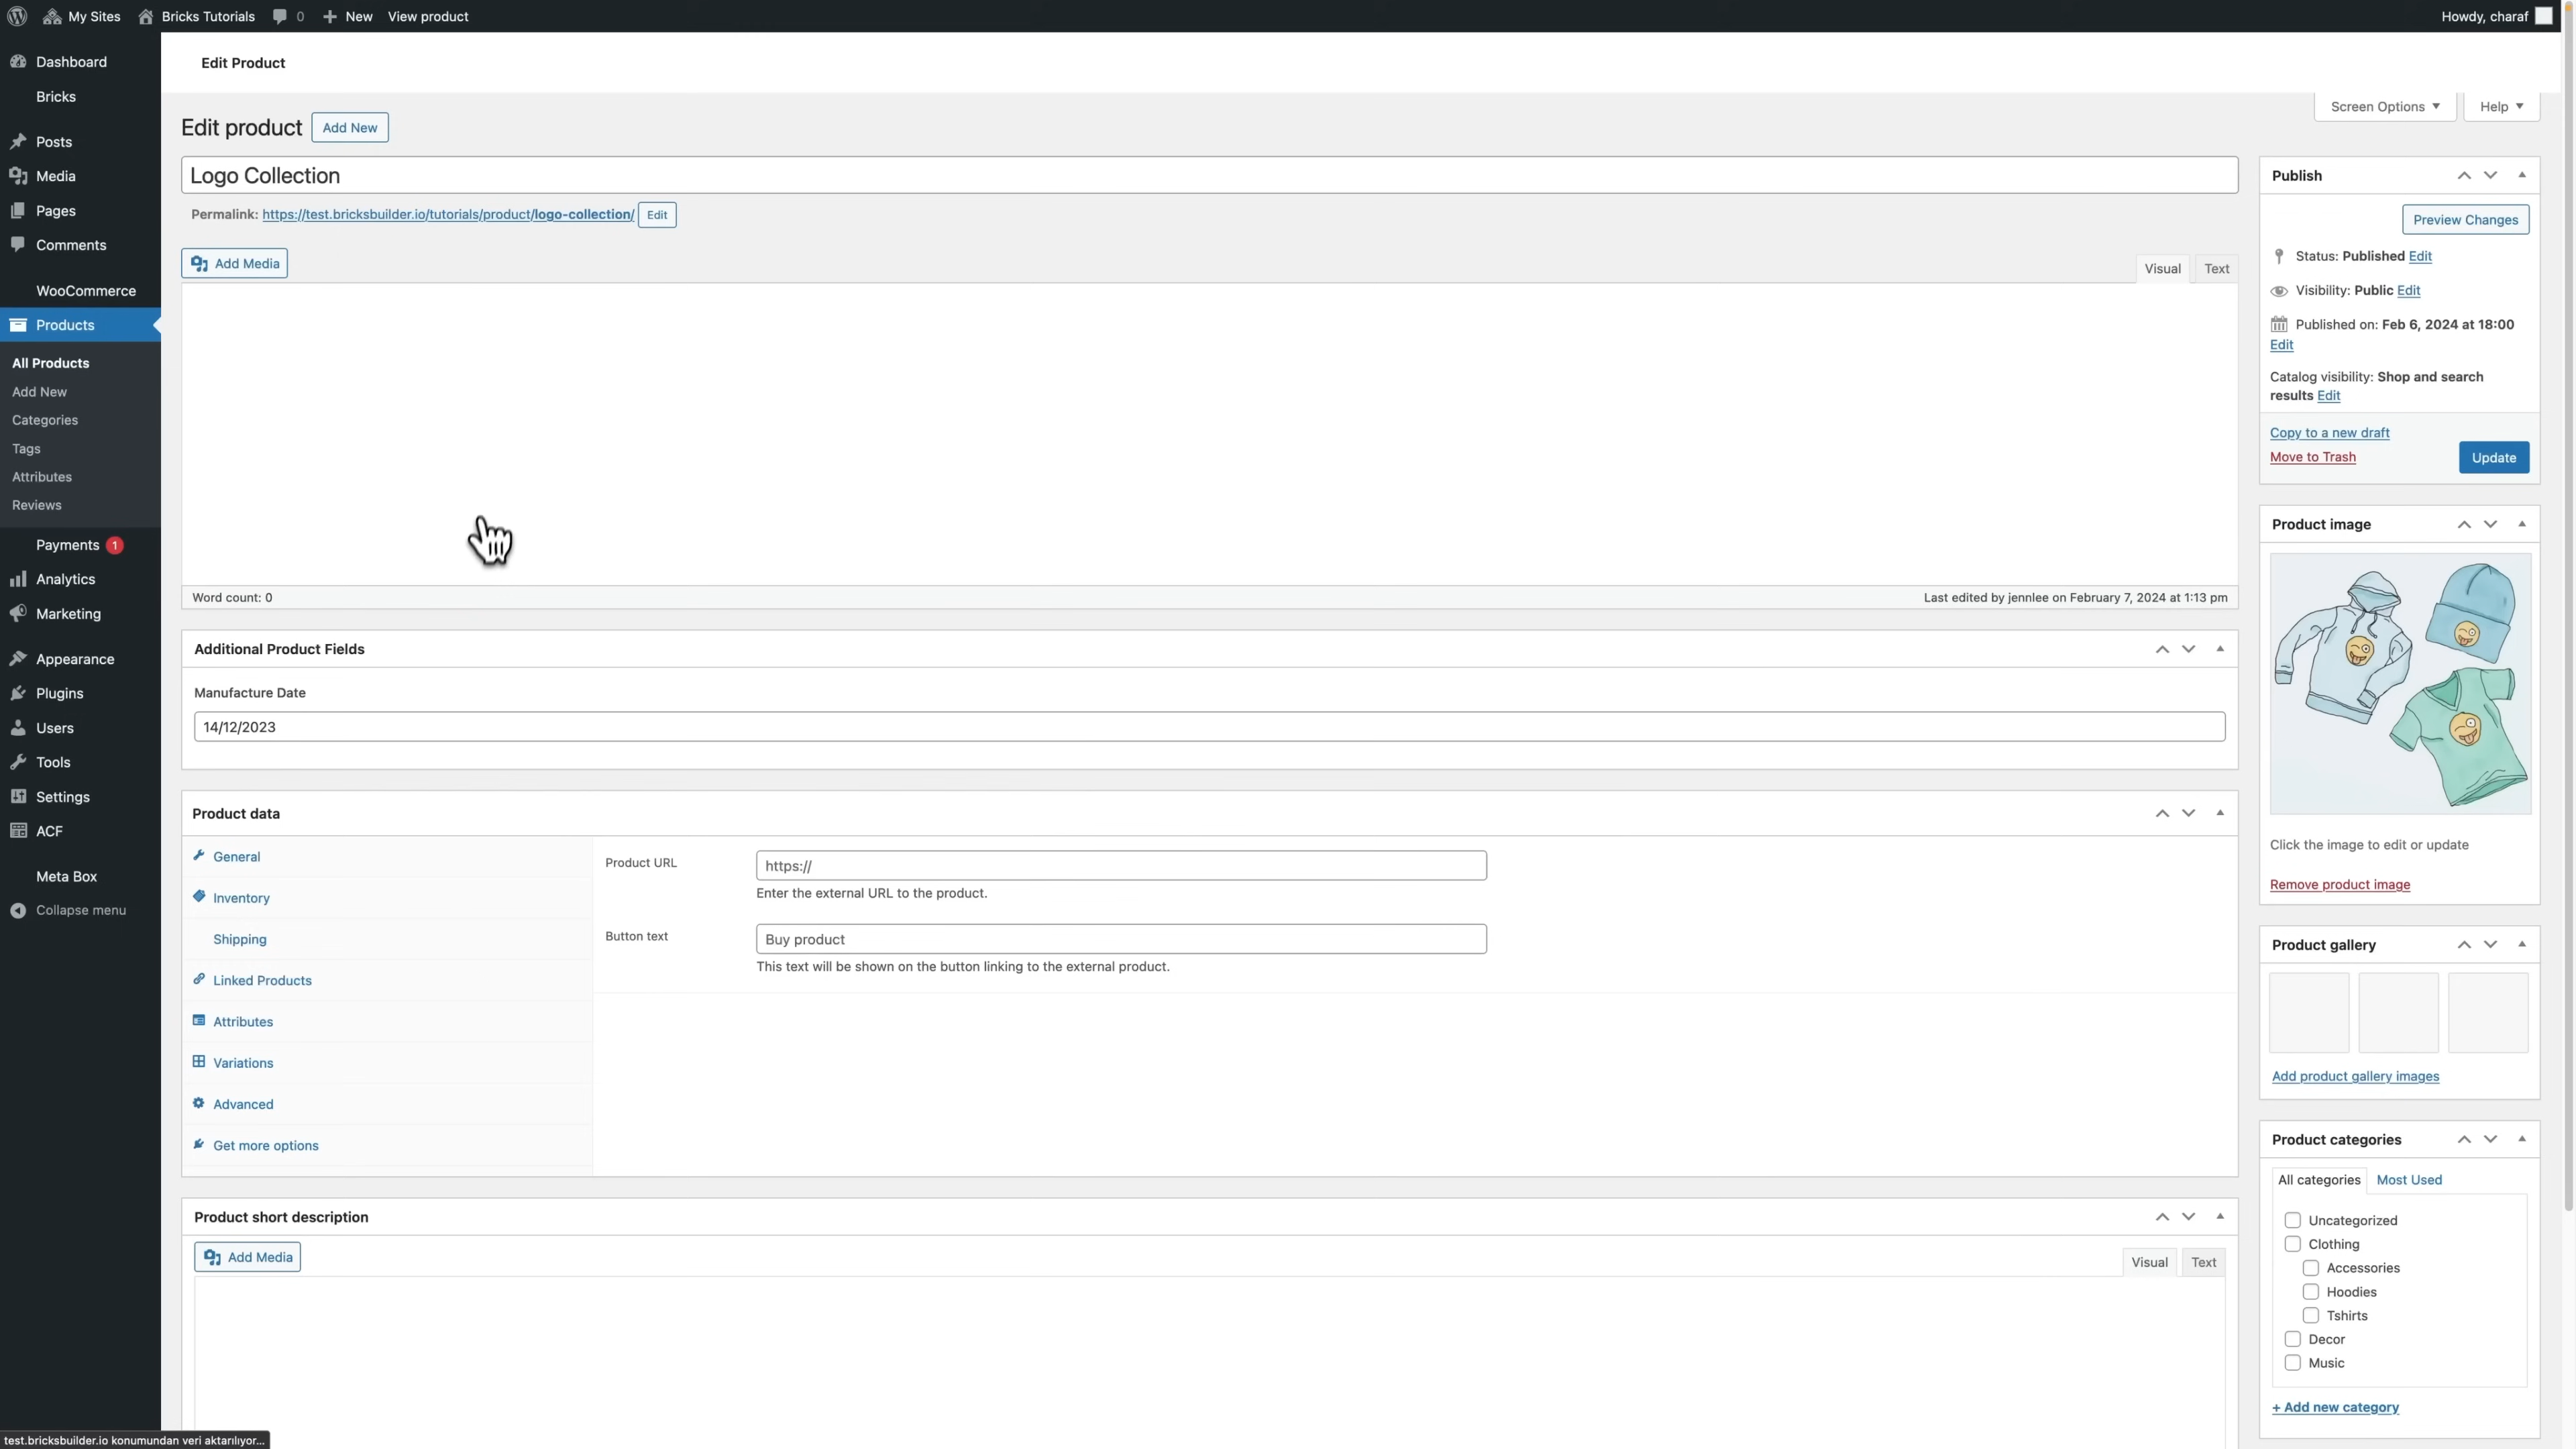 My Sites
Bricks Tutorials
0
New
View product
Howdy, charaf
Dashboard
Bricks
Posts
Media
Pages
Comments
WooCommerce
Products
All Products
Add New
Categories
Tags
Attributes
Reviews
Payments 1
Analytics
Marketing
Appearance
Plugins
Users
Tools
Settings
ACF
Meta Box
Collapse menu
Edit Product
Screen Options
Help
Edit product
Add New
Logo Collection
Permalink: https://test.bricksbuilder.io/tutorials/product/logo-collection/ Edit
Add Media
Visual
Text
Word count: 0
Last edited by jennlee on February 7, 2024 at 1:13 pm
Additional Product Fields
Manufacture Date
14/12/2023
Product data
General
Inventory
Shipping
Linked Products
Attributes
Variations
Advanced
Get more options
Product URL
https://
Enter the external URL to the product.
Button text
Buy product
This text will be shown on the button linking to the external product.
Product short description
Add Media
Visual
Text
Publish
Preview Changes
Status: Published Edit
Visibility: Public Edit
Published on: Feb 6, 2024 at 18:00
Edit
Catalog visibility: Shop and search
results Edit
Copy to a new draft
Move to Trash
Update
Product image
Click the image to edit or update
Remove product image
Product gallery
Add product gallery images
Product categories
All categories
Most Used
Uncategorized
Clothing
Accessories
Hoodies
Tshirts
Decor
Music
+ Add new category
test.bricksbuilder.io konumundan veri aktarılıyor...